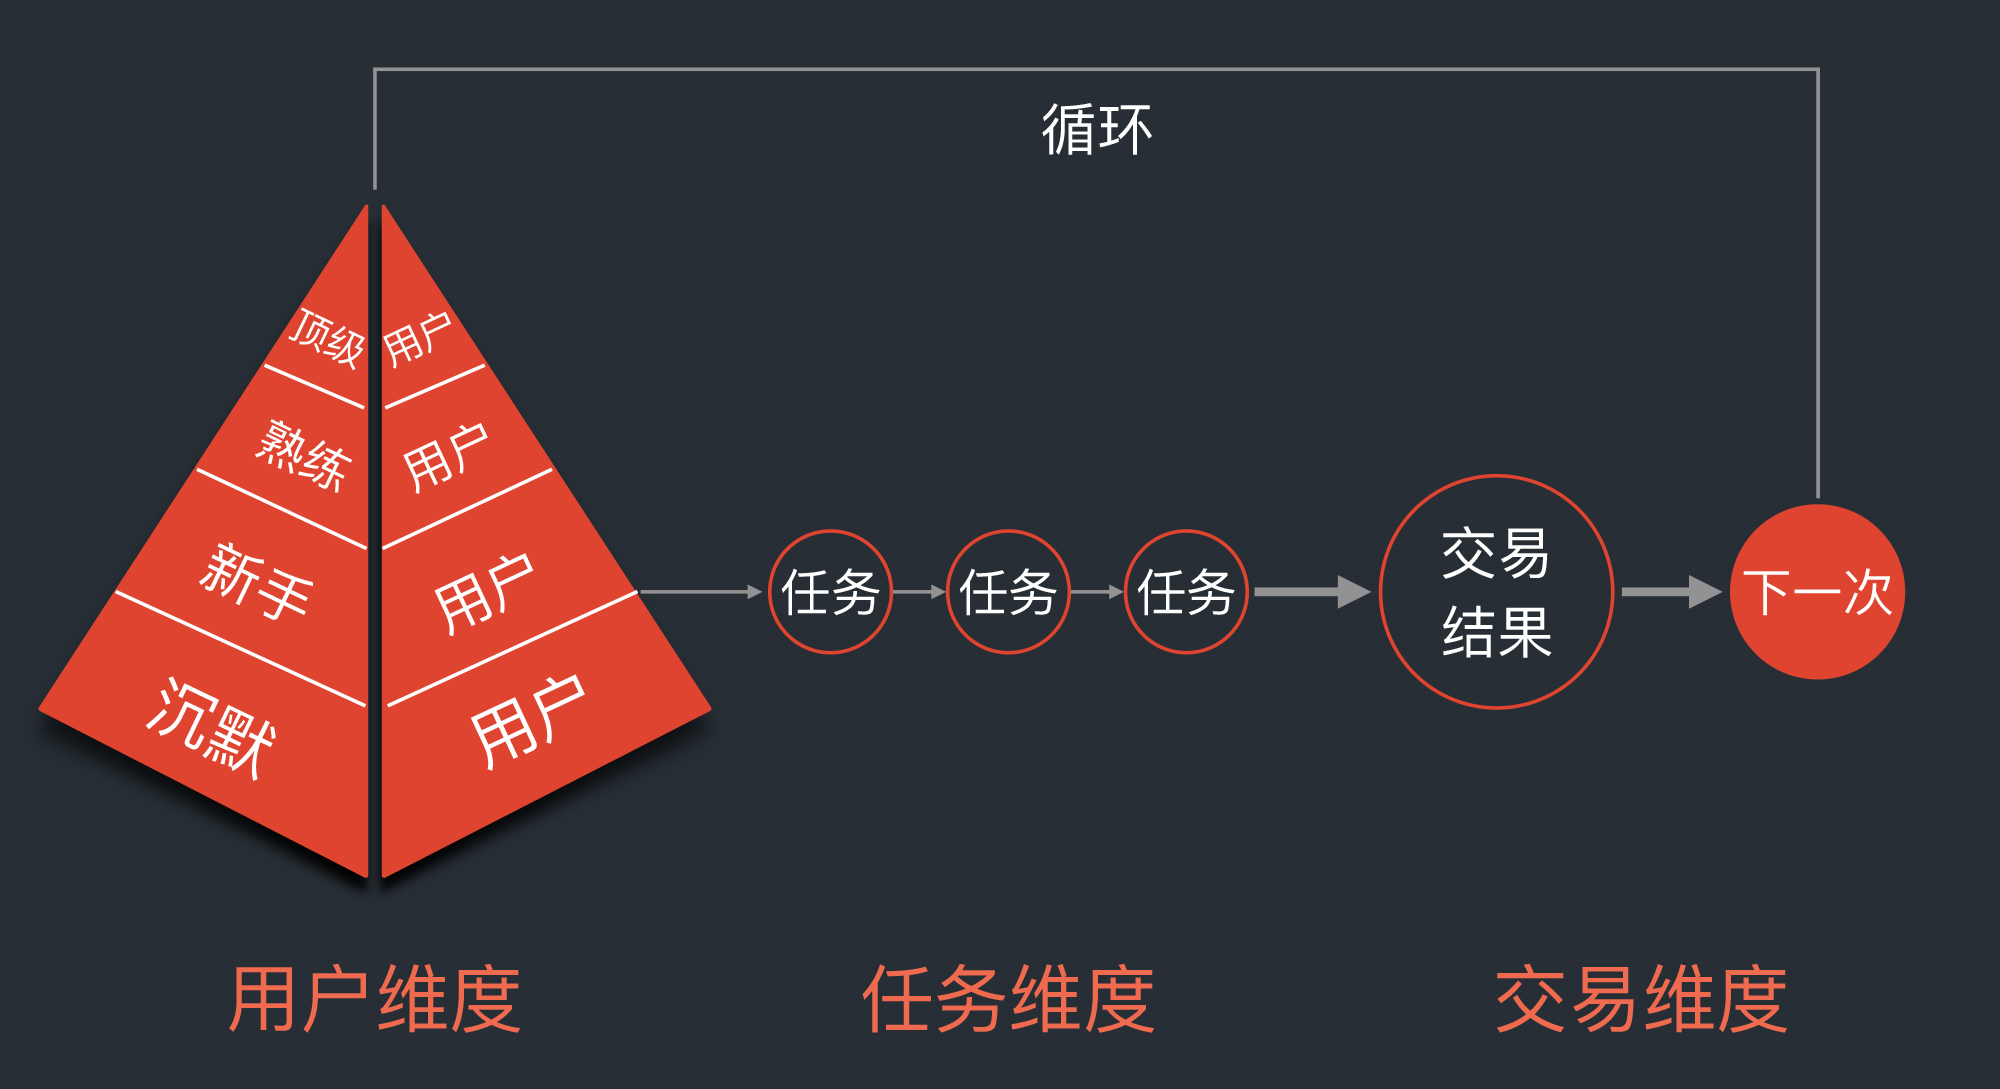 循环
顶级用户
熟练用户
新手用户
沉默用户
任务
任务
任务
交易
结果
下一次
用户维度
任务维度
交易维度